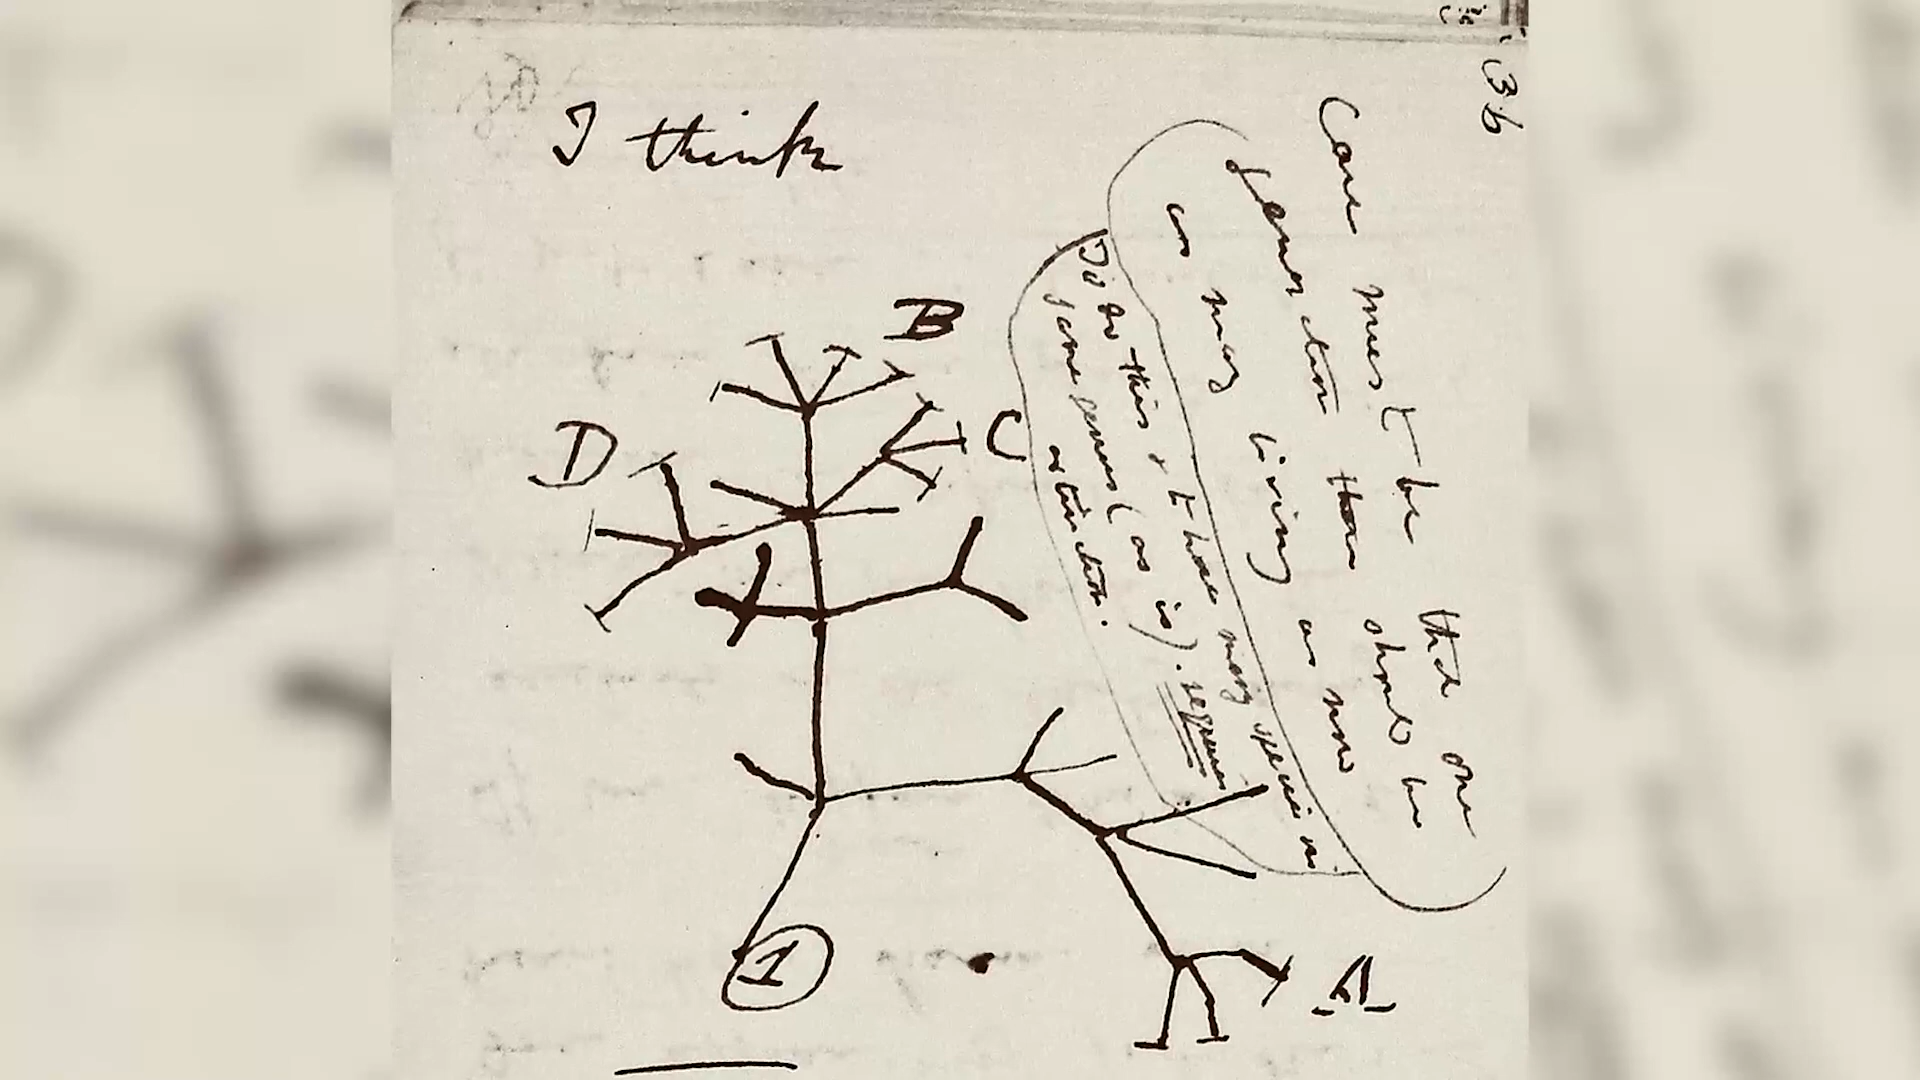 36
I think
Case must be that one
generation then should be
as many living as now
To do this & to have many species in
same genus (as is). requires
extinction.
B
D
C
1
A